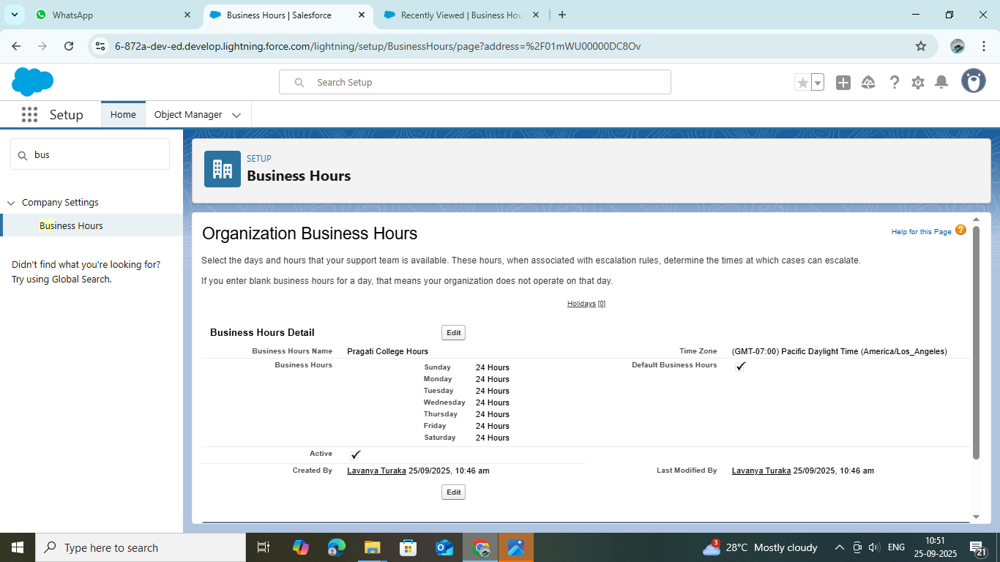 WhatsApp
Business Hours | Salesforce
Recently Viewed | Business Hou
6-872a-dev-ed.develop.lightning.force.com/lightning/setup/BusinessHours/page?address=%2F01mWU00000DC8Ov
Search Setup
Setup
Home
Object Manager
bus
Company Settings
Business Hours
Didn't find what you're looking for?
Try using Global Search.
SETUP
Business Hours
Organization Business Hours
Help for this Page
Select the days and hours that your support team is available. These hours, when associated with escalation rules, determine the times at which cases can escalate.
If you enter blank business hours for a day, that means your organization does not operate on that day.
Holidays [0]
Business Hours Detail
Edit
Business Hours Name Pragati College Hours
Time Zone (GMT-07:00) Pacific Daylight Time (America/Los_Angeles)
Business Hours
Default Business Hours
Sunday 24 Hours
Monday 24 Hours
Tuesday 24 Hours
Wednesday 24 Hours
Thursday 24 Hours
Friday 24 Hours
Saturday 24 Hours
Active
Created By Lavanya Turaka 25/09/2025, 10:46 am
Last Modified By Lavanya Turaka 25/09/2025, 10:46 am
Edit
Type here to search
3
28°C Mostly cloudy
ENG
10:51
25-09-2025
21